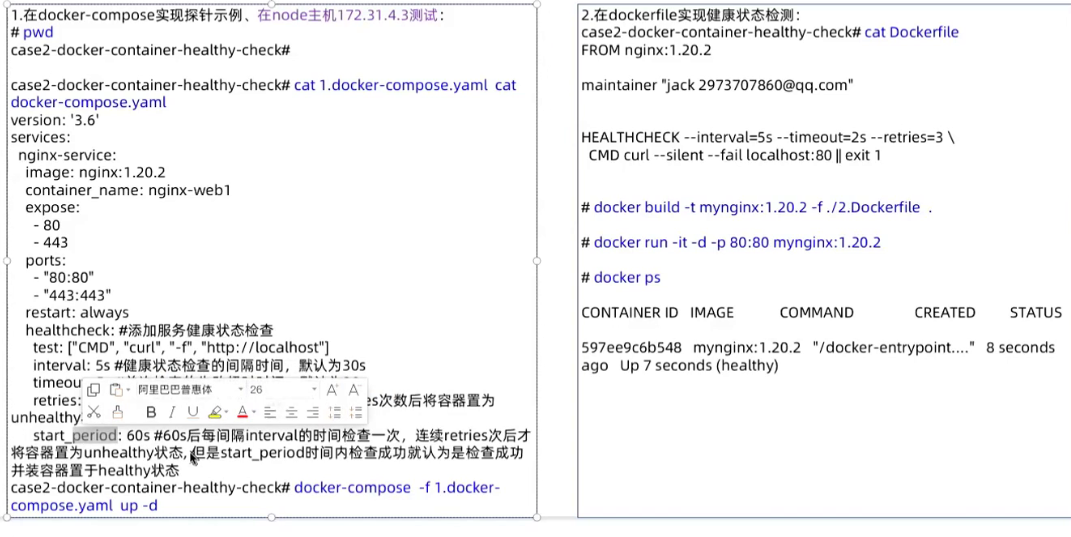 1.在docker-compose实现探针示例、在node主机172.31.4.3测试：
# pwd
case2-docker-container-healthy-check#
case2-docker-container-healthy-check# cat 1.docker-compose.yaml cat
docker-compose.yaml
version: '3.6'
services:
nginx-service:
image: nginx:1.20.2
container_name: nginx-web1
expose:
- 80
- 443
ports:
- "80:80"
- "443:443"
restart: always
healthcheck: #添加服务健康状态检查
test: ["CMD", "curl", "-f", "http://localhost"]
interval: 5s #健康状态检查的间隔时间，默认为30s
timeou
阿里巴巴普惠体 26 A A
retries: es次数后将容器置为
B I U A
unhealthy
start_period: 60s #60s后每间隔interval的时间检查一次，连续retries次后才
将容器置为unhealthy状态, 但是start_period时间内检查成功就认为是检查成功
并装容器置于healthy状态
case2-docker-container-healthy-check# docker-compose -f 1.docker-
compose.yaml up -d
2.在dockerfile实现健康状态检测：
case2-docker-container-healthy-check# cat Dockerfile
FROM nginx:1.20.2
maintainer "jack 2973707860@qq.com"
HEALTHCHECK --interval=5s --timeout=2s --retries=3 \
CMD curl --silent --fail localhost:80 || exit 1
# docker build -t mynginx:1.20.2 -f ./2.Dockerfile .
# docker run -it -d -p 80:80 mynginx:1.20.2
# docker ps
CONTAINER ID IMAGE COMMAND CREATED STATUS
597ee9c6b548 mynginx:1.20.2 "/docker-entrypoint...." 8 seconds
ago Up 7 seconds (healthy)